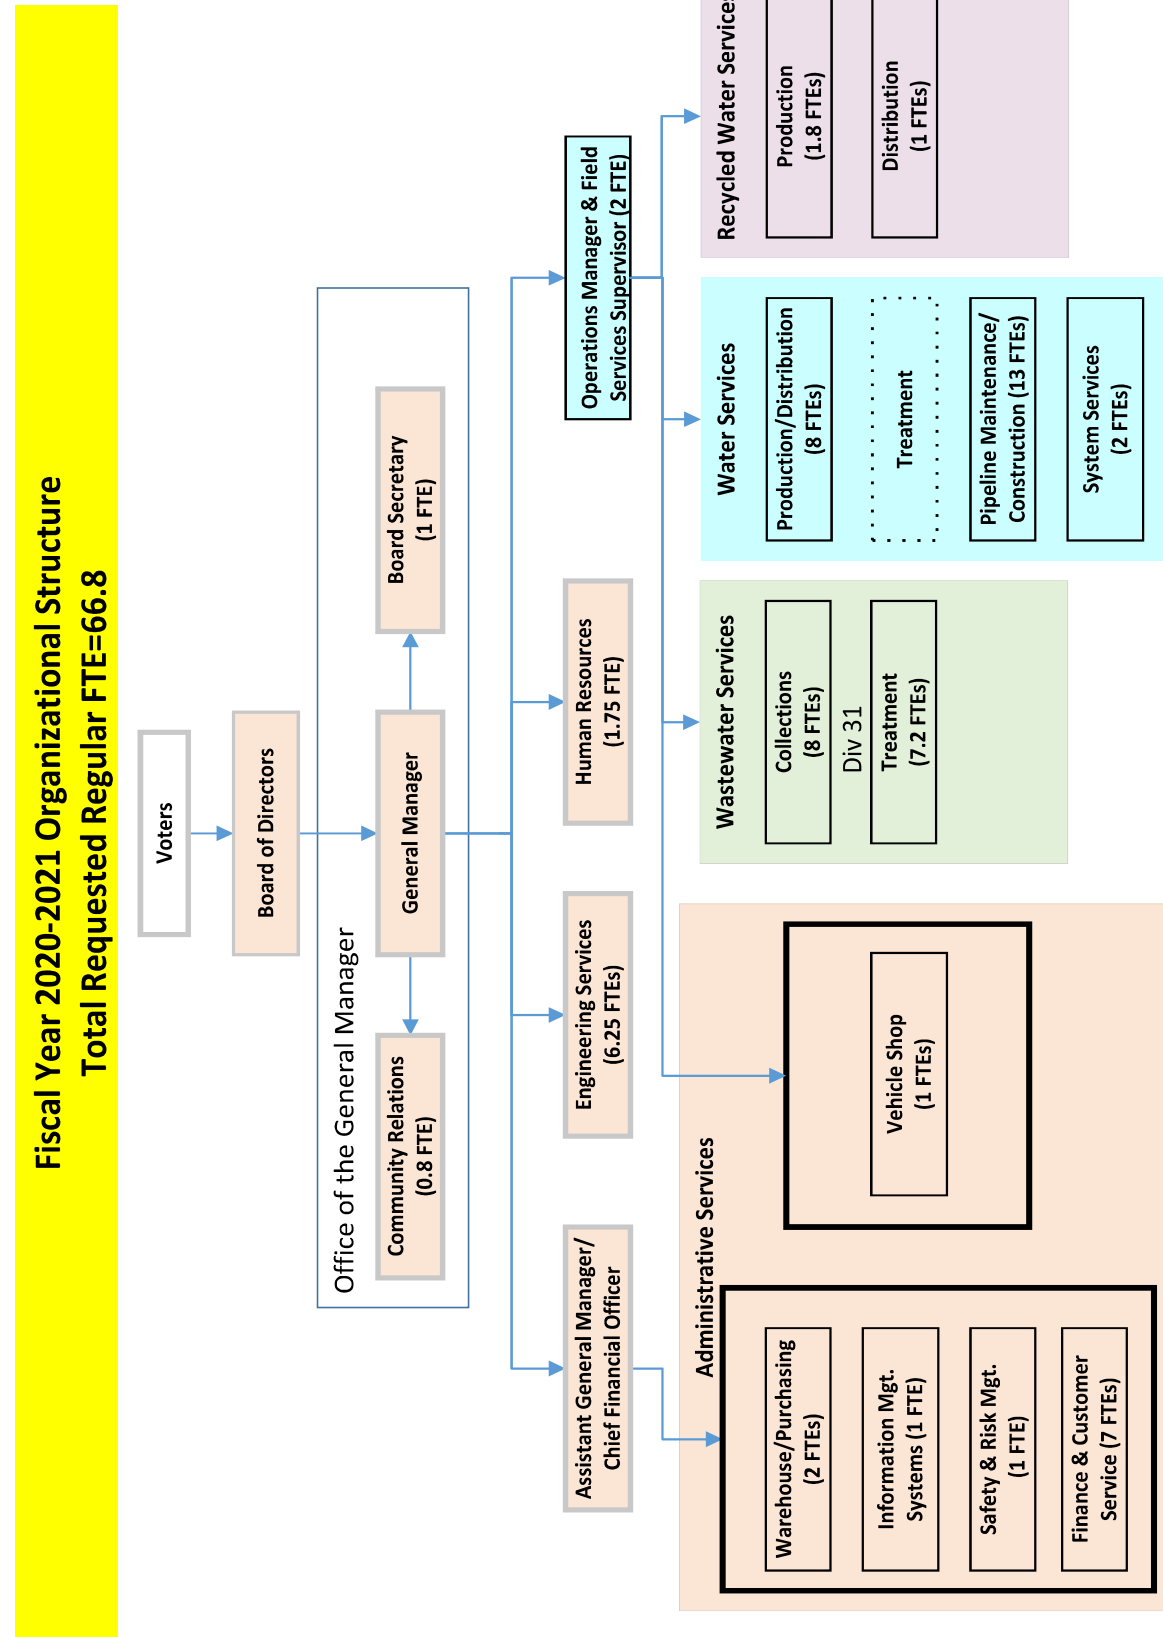 Fiscal Year 2020-2021 Organizational Structure
Total Requested Regular FTE=66.8
Voters
Board of Directors
Office of the General Manager
Community Relations
(0.8 FTE)
General Manager
Board Secretary
(1 FTE)
Assistant General Manager/
Chief Financial Officer
Engineering Services
(6.25 FTEs)
Human Resources
(1.75 FTE)
Operations Manager & Field
Services Supervisor (2 FTE)
Administrative Services
Warehouse/Purchasing
(2 FTEs)
Information Mgt.
Systems (1 FTE)
Safety & Risk Mgt.
(1 FTE)
Finance & Customer
Service (7 FTEs)
Vehicle Shop
(1 FTEs)
Wastewater Services
Collections
(8 FTEs)
Div 31
Treatment
(7.2 FTEs)
Water Services
Production/Distribution
(8 FTEs)
Treatment
Pipeline Maintenance/
Construction (13 FTEs)
System Services
(2 FTEs)
Recycled Water Services
Production
(1.8 FTEs)
Distribution
(1 FTEs)